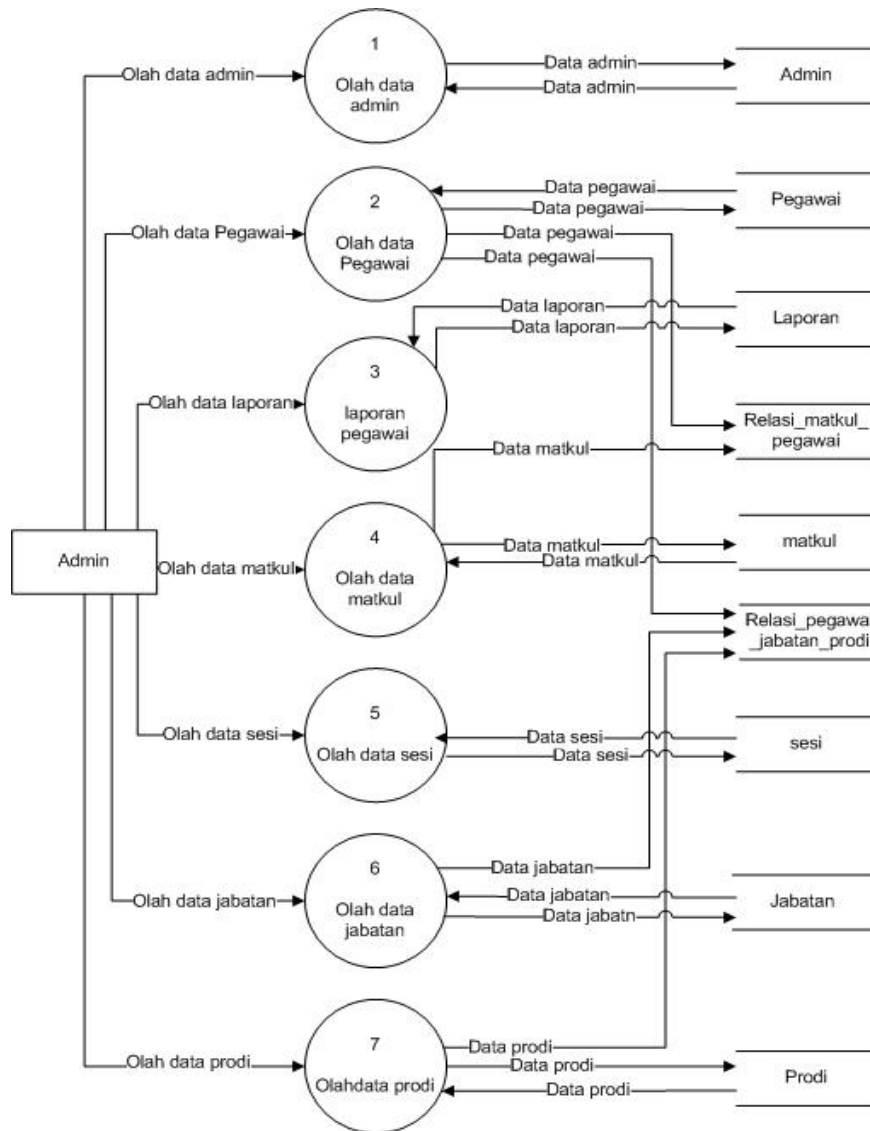 1
Olah data
admin
Olah data admin
Data admin
Data admin
Admin
2
Olah data
Pegawai
Olah data Pegawai
Data pegawai
Data pegawai
Data pegawai
Data pegawai
Pegawai
Data laporan
Data laporan
Laporan
3
laporan
pegawai
Olah data laporan
Relasi_matkul_
pegawai
Data matkul
4
Olah data
matkul
Admin
Olah data matkul
Data matkul
Data matkul
matkul
Relasi_pegawa
_jabatan_prodi
5
Olah data sesi
Olah data sesi
Data sesi
Data sesi
sesi
6
Olah data
jabatan
Olah data jabatan
Data jabatan
Data jabatan
Data jabatn
Jabatan
7
Olahdata prodi
Olah data prodi
Data prodi
Data prodi
Data prodi
Prodi